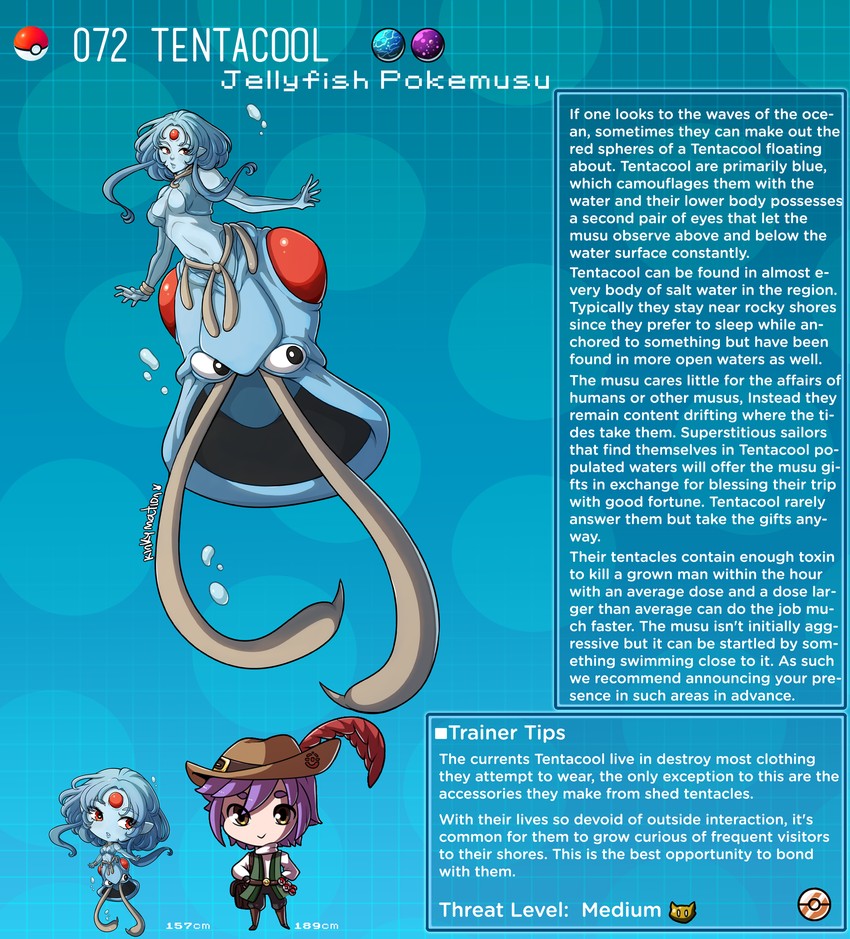 072 TENTACOOL
Jellyfish Pokemusu
If one looks to the waves of the oce-
an, sometimes they can make out the
red spheres of a Tentacool floating
about. Tentacool are primarily blue,
which camouflages them with the
water and their lower body possesses
a second pair of eyes that let the
musu observe above and below the
water surface constantly.
Tentacool can be found in almost e-
very body of salt water in the region.
Typically they stay near rocky shores
since they prefer to sleep while an-
chored to something but have been
found in more open waters as well.
The musu cares little for the affairs of
humans or other musus, Instead they
remain content drifting where the ti-
des take them. Superstitious sailors
that find themselves in Tentacool po-
pulated waters will offer the musu gi-
fts in exchange for blessing their trip
with good fortune. Tentacool rarely
answer them but take the gifts any-
way.
Their tentacles contain enough toxin
to kill a grown man within the hour
with an average dose and a dose lar-
ger than average can do the job mu-
ch faster. The musu isn't initially agg-
ressive but it can be startled by som-
ething swimming close to it. As such
we recommend announcing your pre-
sence in such areas in advance.
kinkymation
■Trainer Tips
The currents Tentacool live in destroy most clothing
they attempt to wear, the only exception to this are the
accessories they make from shed tentacles.
With their lives so devoid of outside interaction, it's
common for them to grow curious of frequent visitors
to their shores. This is the best opportunity to bond
with them.
Threat Level: Medium
157cm
189cm